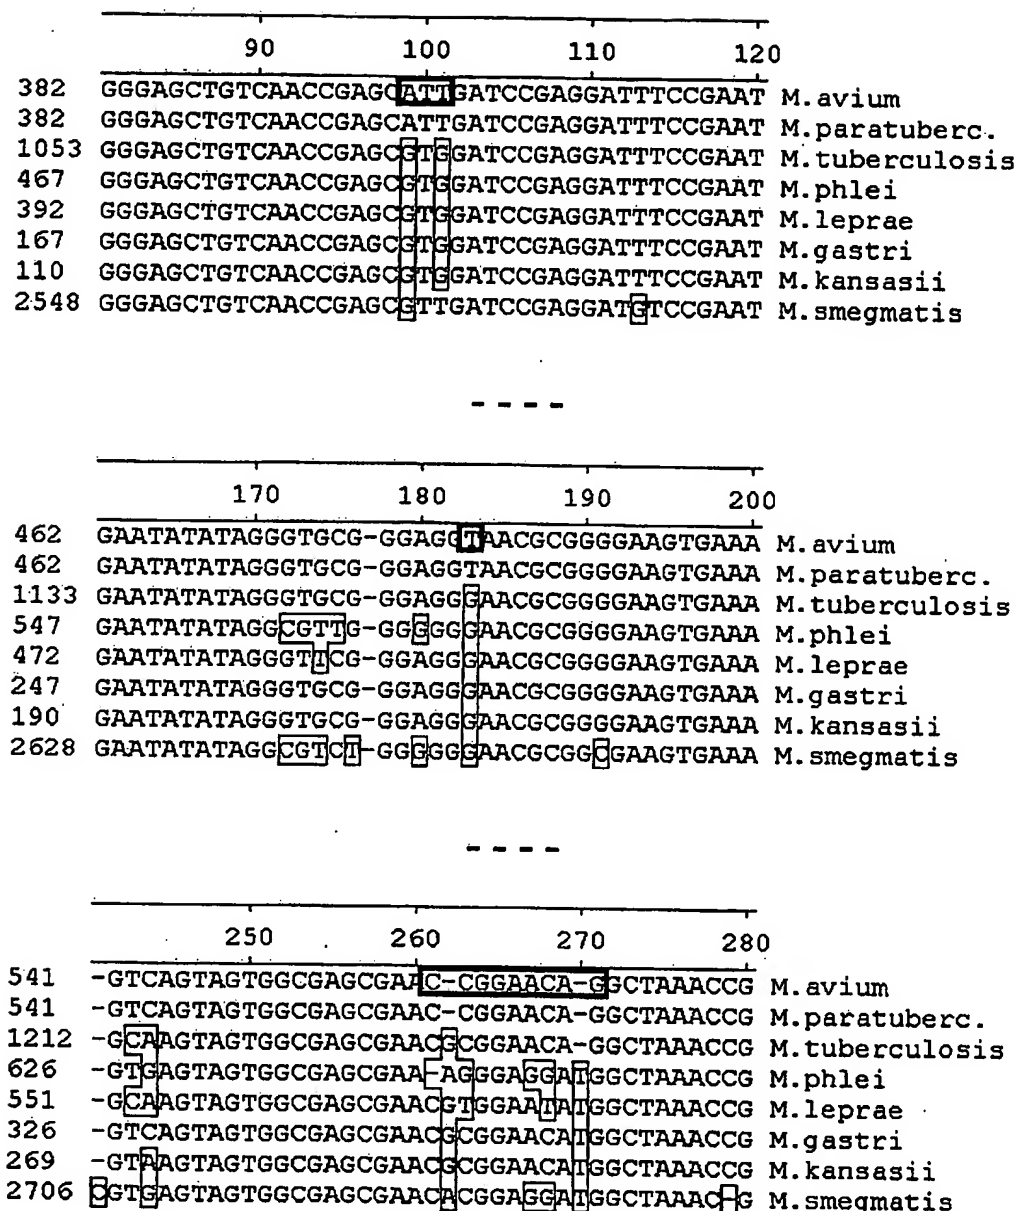 90 100 110 120
382 GGGAGCTGTCAACCGAGCATTGATCCGAGGATTTCCGAAT M.avium
382 GGGAGCTGTCAACCGAGCATTGATCCGAGGATTTCCGAAT M.paratuberc.
1053 GGGAGCTGTCAACCGAGCGTGGATCCGAGGATTTCCGAAT M.tuberculosis
467 GGGAGCTGTCAACCGAGCGTGGATCCGAGGATTTCCGAAT M.phlei
392 GGGAGCTGTCAACCGAGCGTGGATCCGAGGATTTCCGAAT M.leprae
167 GGGAGCTGTCAACCGAGCGTGGATCCGAGGATTTCCGAAT M.gastri
110 GGGAGCTGTCAACCGAGCGTGGATCCGAGGATTTCCGAAT M.kansasii
2548 GGGAGCTGTCAACCGAGCGTTGATCCGAGGATGTCCGAAT M.smegmatis
- - - -
170 180 190 200
462 GAATATATAGGGTGCG-GGAGGTAACGCGGGGAAGTGAAA M.avium
462 GAATATATAGGGTGCG-GGAGGTAACGCGGGGAAGTGAAA M.paratuberc.
1133 GAATATATAGGGTGCG-GGAGGGAACGCGGGGAAGTGAAA M.tuberculosis
547 GAATATATAGGCGTTG-GGGGGGAACGCGGGGAAGTGAAA M.phlei
472 GAATATATAGGGTTCG-GGAGGGAACGCGGGGAAGTGAAA M.leprae
247 GAATATATAGGGTGCG-GGAGGGAACGCGGGGAAGTGAAA M.gastri
190 GAATATATAGGGTGCG-GGAGGGAACGCGGGGAAGTGAAA M.kansasii
2628 GAATATATAGGCGTCT-GGGGGGAACGCGGCGAAGTGAAA M.smegmatis
- - - -
250 260 270 280
541 -GTCAGTAGTGGCGAGCGAAC-CGGAACA-GGCTAAACCG M.avium
541 -GTCAGTAGTGGCGAGCGAAC-CGGAACA-GGCTAAACCG M.paratuberc.
1212 -GCAAGTAGTGGCGAGCGAACGCGGAACA-GGCTAAACCG M.tuberculosis
626 -GTGAGTAGTGGCGAGCGAA-AGGGAGGATGGCTAAACCG M.phlei
551 -GCAAGTAGTGGCGAGCGAACGTGGAATATGGCTAAACCG M.leprae
326 -GTCAGTAGTGGCGAGCGAACGCGGAACATGGCTAAACCG M.gastri
269 -GTAAGTAGTGGCGAGCGAACGCGGAACATGGCTAAACCG M.kansasii
2706 CGTGAGTAGTGGCGAGCGAACACGGAGGATGGCTAAAC-G M.smegmatis